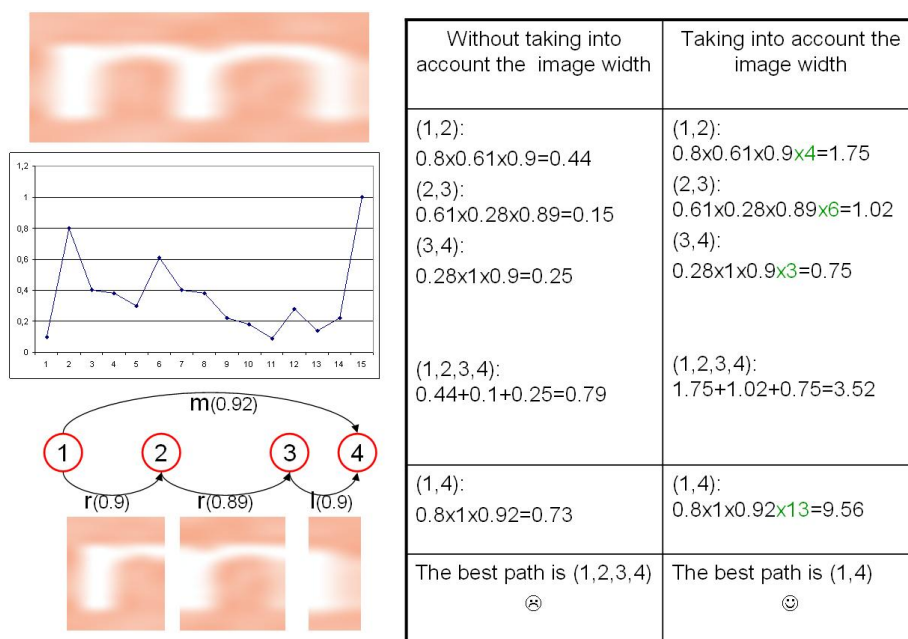 1,2
1
0,8
0,6
0,4
0,2
0
1 2 3 4 5 6 7 8 9 10 11 12 13 14 15
m(0.92)
1 2 3 4
r(0.9) r(0.89) l(0.9)
Without taking into
account the image width
Taking into account the
image width
(1,2):
0.8x0.61x0.9=0.44
(2,3):
0.61x0.28x0.89=0.15
(3,4):
0.28x1x0.9=0.25
(1,2,3,4):
0.44+0.1+0.25=0.79
(1,2):
0.8x0.61x0.9x4=1.75
(2,3):
0.61x0.28x0.89x6=1.02
(3,4):
0.28x1x0.9x3=0.75
(1,2,3,4):
1.75+1.02+0.75=3.52
(1,4):
0.8x1x0.92=0.73
(1,4):
0.8x1x0.92x13=9.56
The best path is (1,2,3,4)
☹
The best path is (1,4)
☺